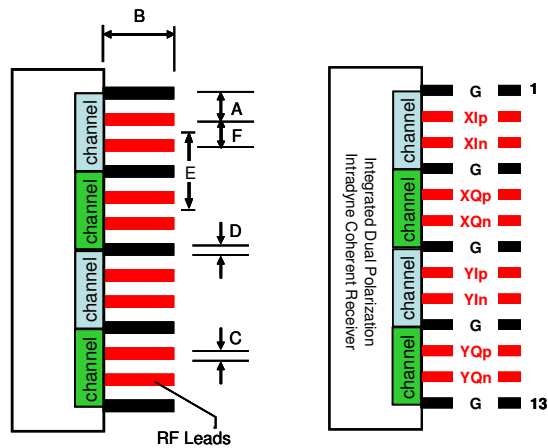 B
A
F
E
D
C
channel
channel
channel
channel
RF Leads
Integrated Dual Polarization
Intradyne Coherent Receiver
channel
channel
channel
channel
G 1
XIp
XIn
G
XQp
XQn
G
YIp
YIn
G
YQp
YQn
G 13